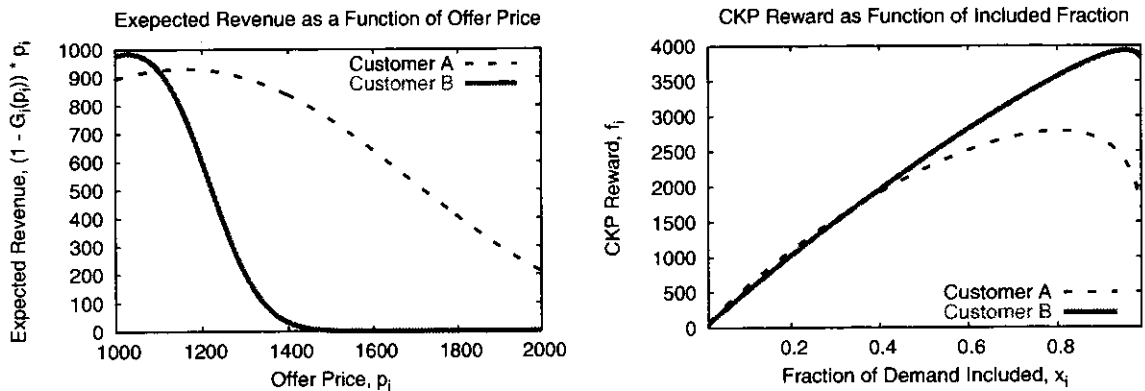 Exepected Revenue as a Function of Offer Price
Expected Revenue, (1 - G_i(p_i)) * p_i
1000
900
800
700
600
500
400
300
200
100
0
Customer A
Customer B
1000 1200 1400 1600 1800 2000
Offer Price, p_i
CKP Reward as Function of Included Fraction
CKP Reward, f_i
4000
3500
3000
2500
2000
1500
1000
500
0
Customer A
Customer B
0.2 0.4 0.6 0.8
Fraction of Demand Included, x_i